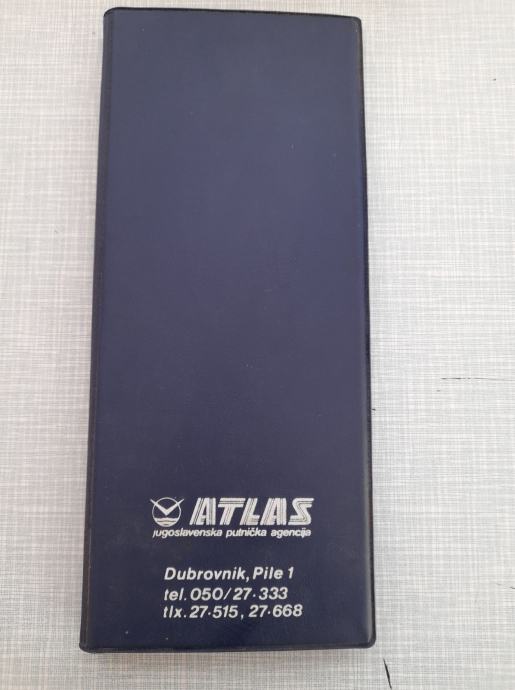 ATLAS
jugoslavenska putnička agencija
Dubrovnik, Pile 1
tel. 050/27-333
tlx. 27-515, 27-668